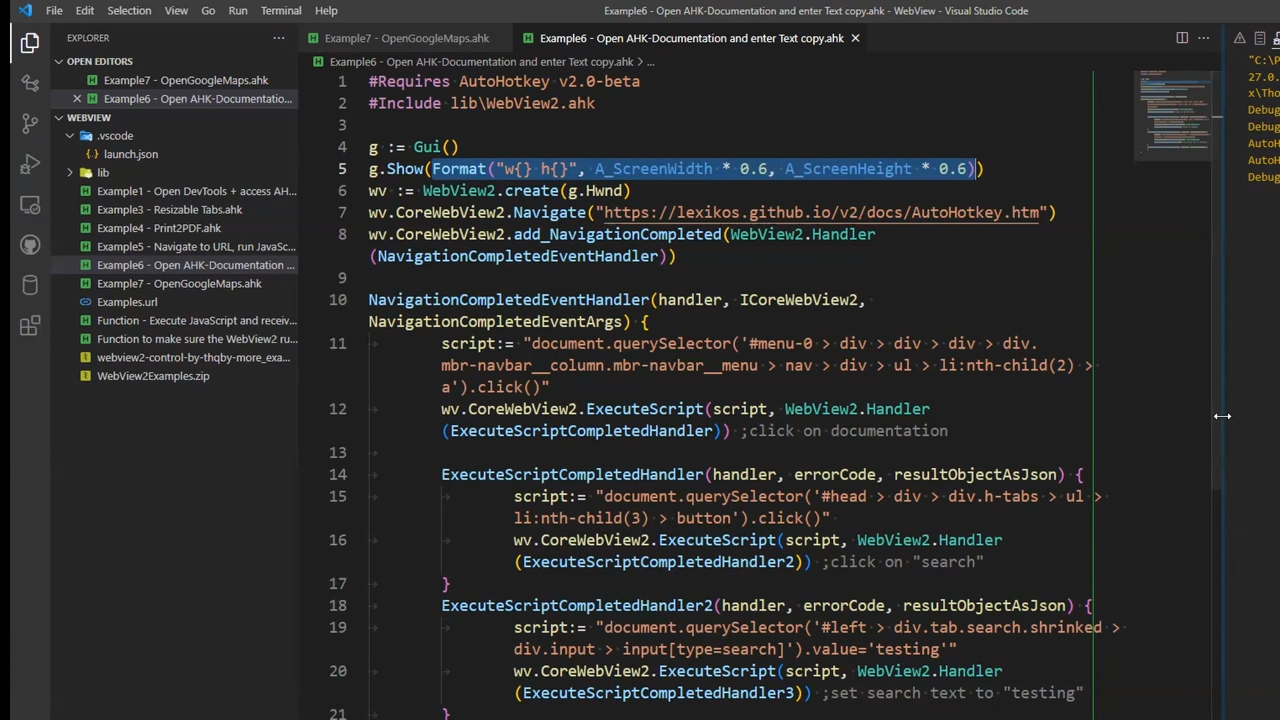 File Edit Selection View Go Run Terminal Help
Example6 - Open AHK-Documentation and enter Text copy.ahk - WebView - Visual Studio Code
EXPLORER
OPEN EDITORS
Example7 - OpenGoogleMaps.ahk
Example6 - Open AHK-Documentatio...
WEBVIEW
.vscode
launch.json
lib
Example1 - Open DevTools + access AH...
Example3 - Resizable Tabs.ahk
Example4 - Print2PDF.ahk
Example5 - Navigate to URL, run JavaSc...
Example6 - Open AHK-Documentation ...
Example7 - OpenGoogleMaps.ahk
Examples.url
Function - Execute JavaScript and receiv...
Function to make sure the WebView2 ru...
webview2-control-by-thqby-more_exa...
WebView2Examples.zip
Example7 - OpenGoogleMaps.ahk
Example6 - Open AHK-Documentation and enter Text copy.ahk
Example6 - Open AHK-Documentation and enter Text copy.ahk > ...
1 #Requires AutoHotkey v2.0-beta
2 #Include lib\WebView2.ahk
3
4 g := Gui()
5 g.Show(Format("w{} h{}", A_ScreenWidth * 0.6, A_ScreenHeight * 0.6))
6 wv := WebView2.create(g.Hwnd)
7 wv.CoreWebView2.Navigate("https://lexikos.github.io/v2/docs/AutoHotkey.htm")
8 wv.CoreWebView2.add_NavigationCompleted(WebView2.Handler
(NavigationCompletedEventHandler))
9
10 NavigationCompletedEventHandler(handler, ICoreWebView2,
NavigationCompletedEventArgs) {
11 script:= "document.querySelector('#menu-0 > div > div > div > div.
mbr-navbar__column.mbr-navbar__menu > nav > div > ul > li:nth-child(2) >
a').click()"
12 wv.CoreWebView2.ExecuteScript(script, WebView2.Handler
(ExecuteScriptCompletedHandler)) ;click on documentation
13
14 ExecuteScriptCompletedHandler(handler, errorCode, resultObjectAsJson) {
15 script:= "document.querySelector('#head > div > div.h-tabs > ul >
li:nth-child(3) > button').click()"
16 wv.CoreWebView2.ExecuteScript(script, WebView2.Handler
(ExecuteScriptCompletedHandler2)) ;click on "search"
17 }
18 ExecuteScriptCompletedHandler2(handler, errorCode, resultObjectAsJson) {
19 script:= "document.querySelector('#left > div.tab.search.shrinked >
div.input > input[type=search]').value='testing'"
20 wv.CoreWebView2.ExecuteScript(script, WebView2.Handler
(ExecuteScriptCompletedHandler3)) ;set search text to "testing"
21 }
"C:\P
27.0.
x\Tho
Debug
AutoH
AutoH
Debug